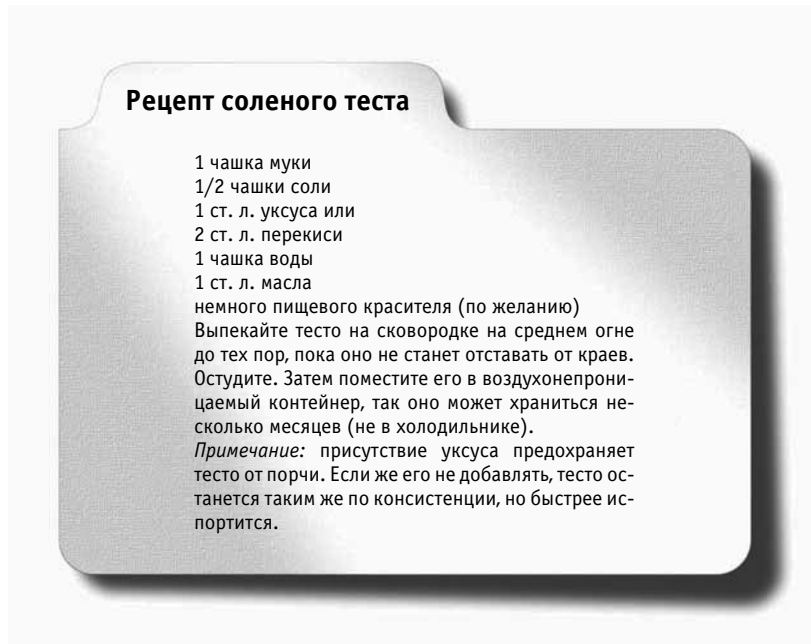 Рецепт соленого теста
1 чашка муки
1/2 чашки соли
1 ст. л. уксуса или
2 ст. л. перекиси
1 чашка воды
1 ст. л. масла
немного пищевого красителя (по желанию)
Выпекайте тесто на сковородке на среднем огне
до тех пор, пока оно не станет отставать от краев.
Остудите. Затем поместите его в воздухонепрони-
цаемый контейнер, так оно может храниться не-
сколько месяцев (не в холодильнике).
Примечание: присутствие уксуса предохраняет
тесто от порчи. Если же его не добавлять, тесто ос-
танется таким же по консистенции, но быстрее ис-
портится.